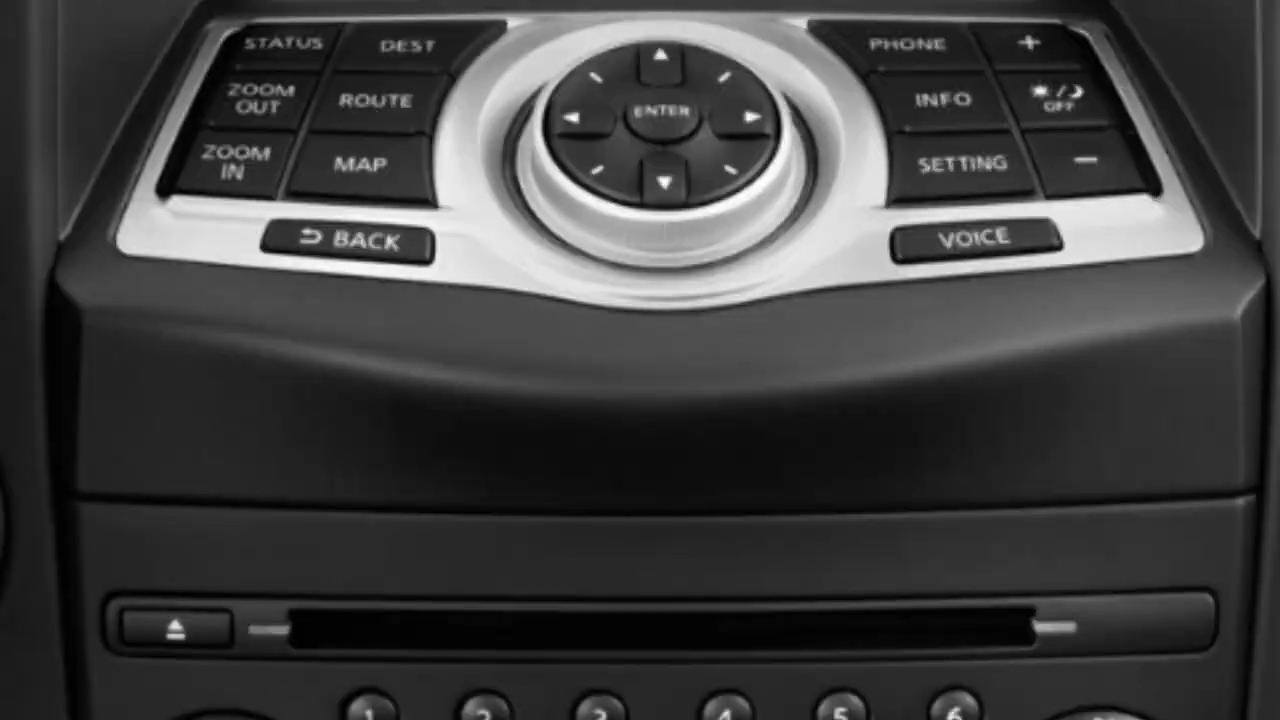 STATUS
DEST
PHONE
+
ZOOM
OUT
ROUTE
ENTER
INFO
OFF
ZOOM
IN
MAP
SETTING
−
BACK
VOICE
1 2 3 4 5 6